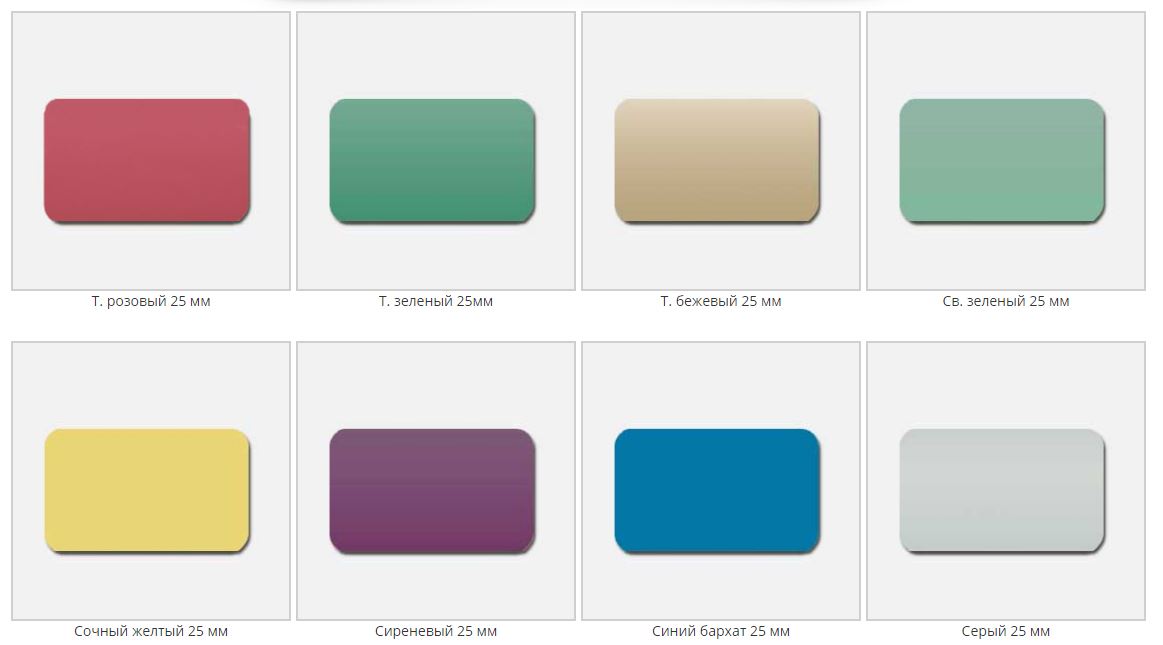 Т. розовый 25 мм
Т. зеленый 25мм
Т. бежевый 25 мм
Св. зеленый 25 мм
Сочный желтый 25 мм
Сиреневый 25 мм
Синий бархат 25 мм
Серый 25 мм